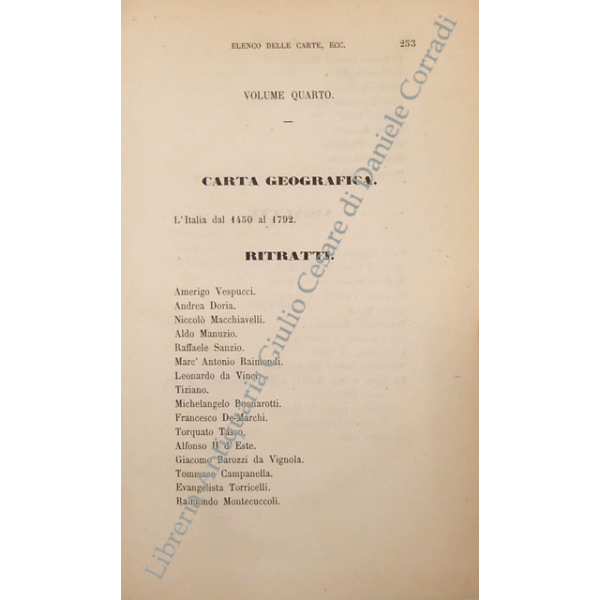 ELENCO DELLE CARTE, ECC. 253
VOLUME QUARTO.
CARTA GEOGRAFICA.
L'Italia dal 1450 al 1792.
RITRATTI.
Amerigo Vespucci.
Andrea Doria.
Niccolò Macchiavelli.
Aldo Manuzio.
Raffaele Sanzio.
Marc' Antonio Raimondi.
Leonardo da Vinci.
Tiziano.
Michelangelo Buonarotti.
Francesco De-Marchi.
Torquato Tasso.
Alfonso II d'Este.
Giacomo Barozzi da Vignola.
Tommaso Campanella.
Evangelista Torricelli.
Raimondo Montecuccoli.
Libreria Antiquaria Giulio Cesare di Daniele Corradi